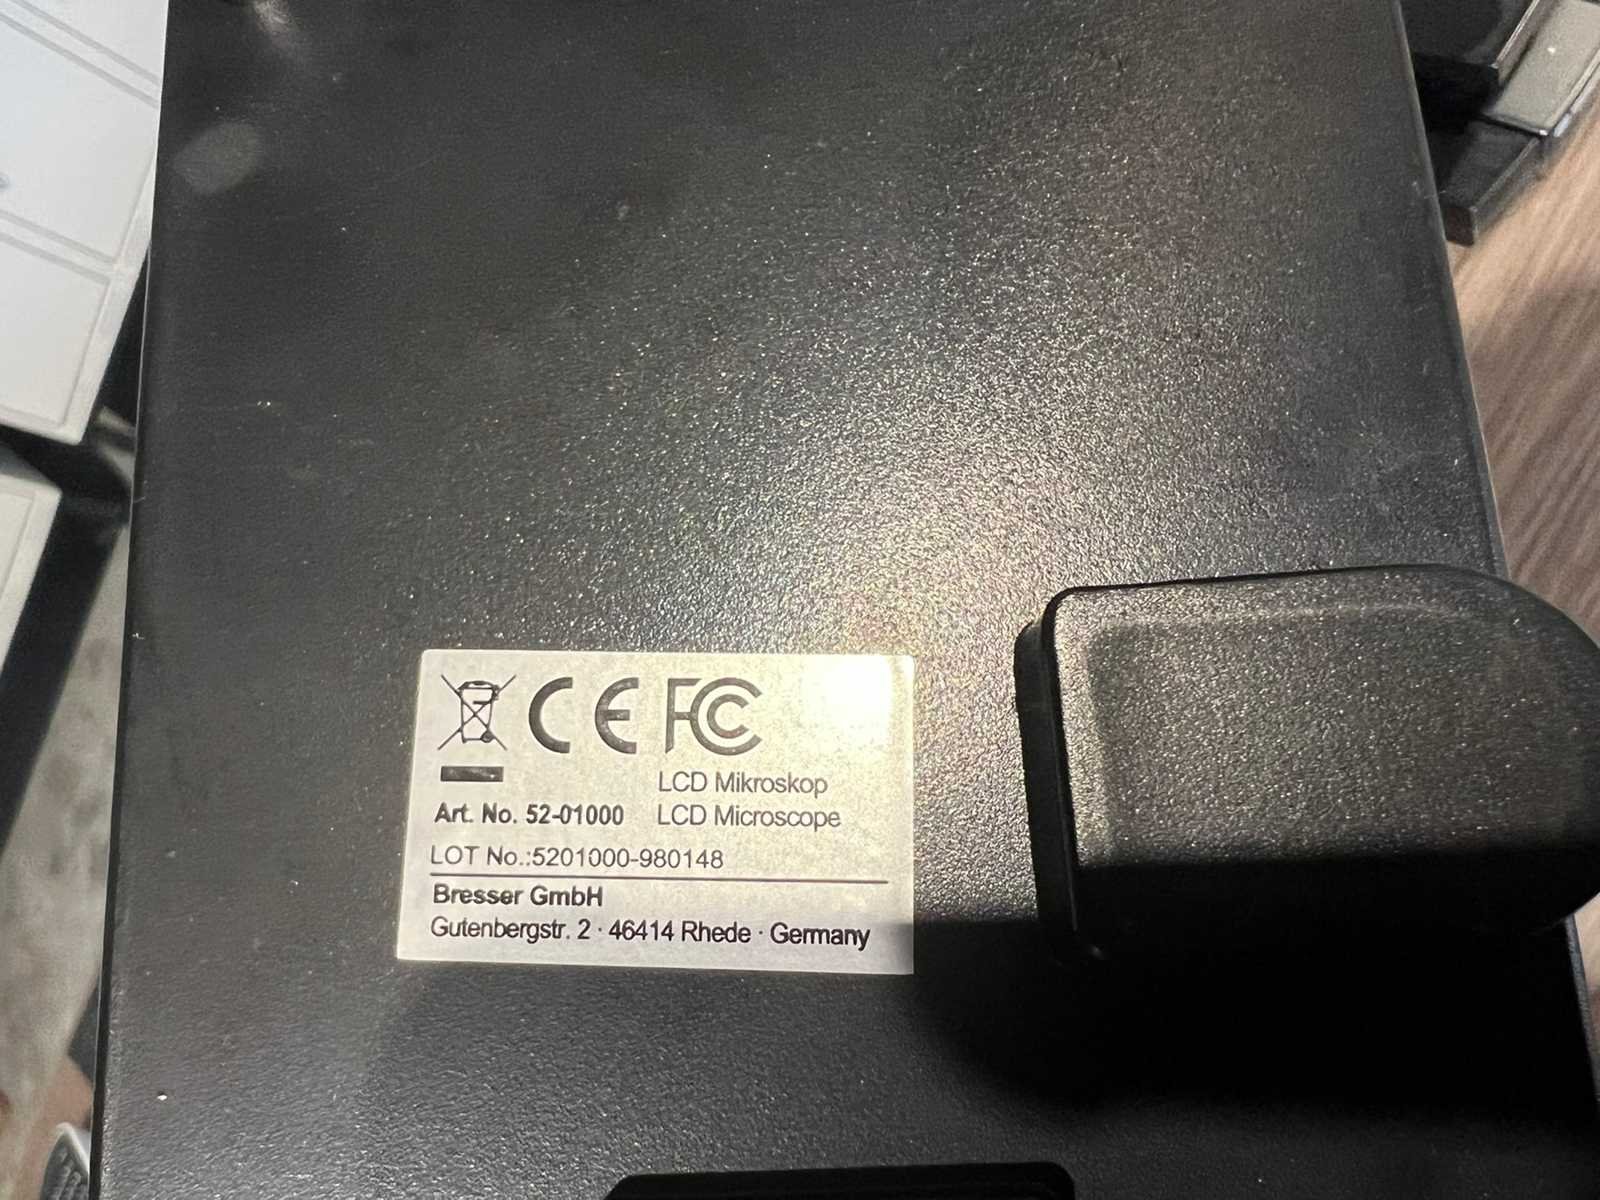 CE FC
LCD Mikroskop
Art. No. 52-01000 LCD Microscope
LOT No.:5201000-980148
Bresser GmbH
Gutenbergstr. 2 · 46414 Rhede · Germany